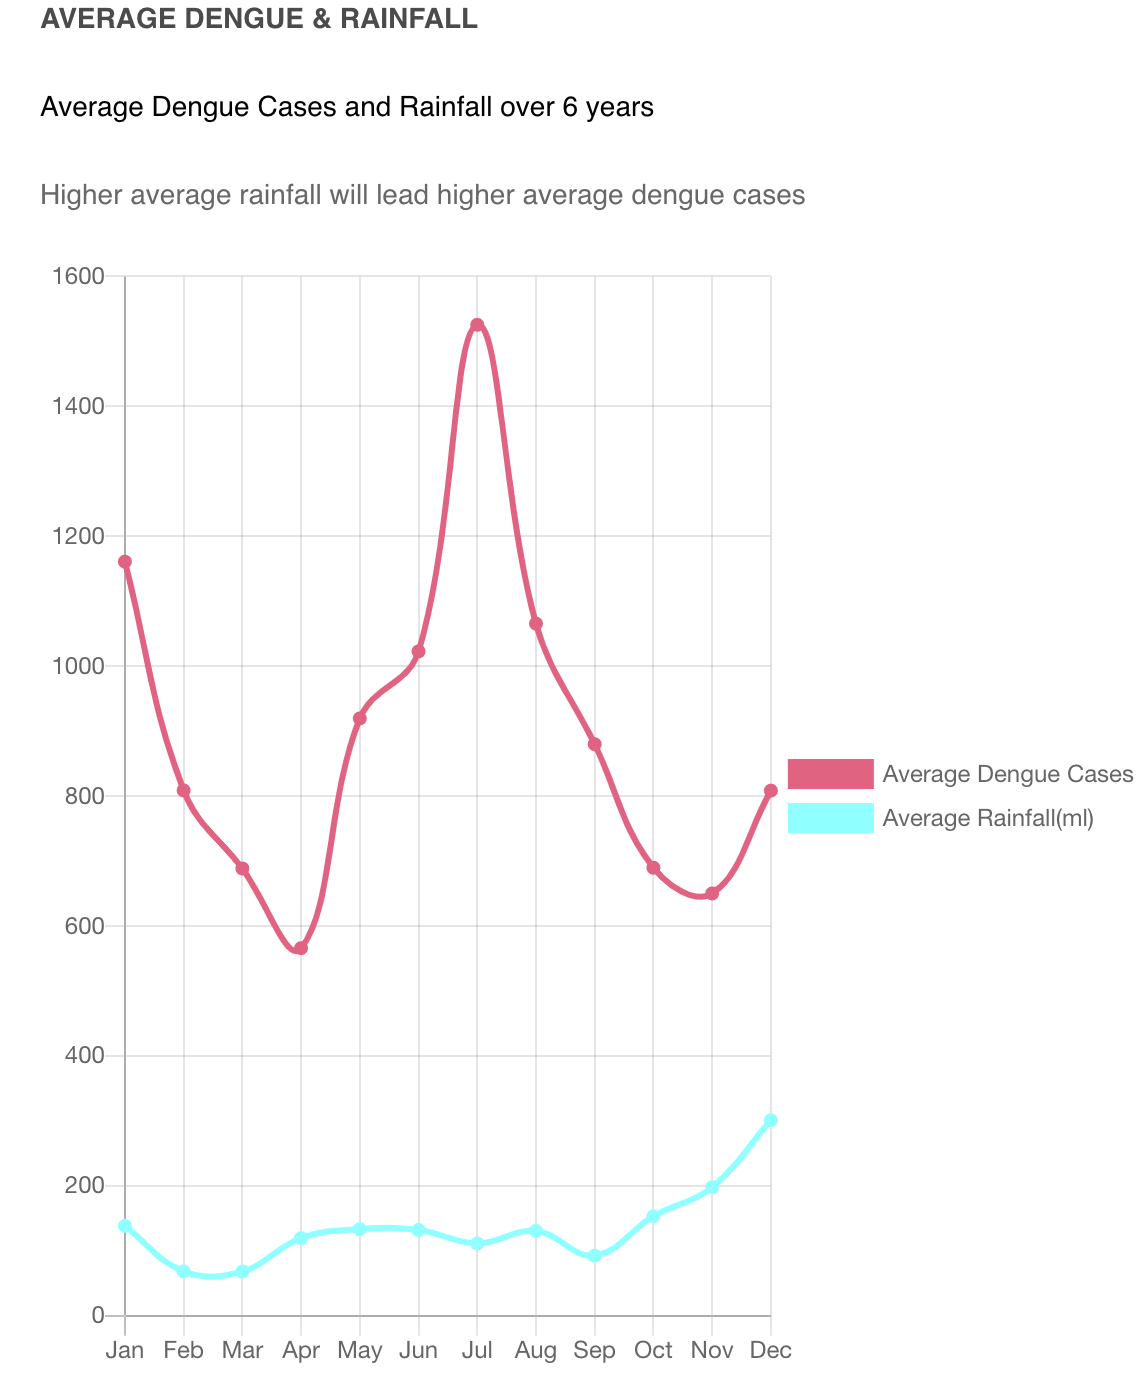 AVERAGE DENGUE & RAINFALL
Average Dengue Cases and Rainfall over 6 years
Higher average rainfall will lead higher average dengue cases
1600
1400
1200
1000
800
600
400
200
0
Jan Feb Mar Apr May Jun Jul Aug Sep Oct Nov Dec
Average Dengue Cases
Average Rainfall(ml)